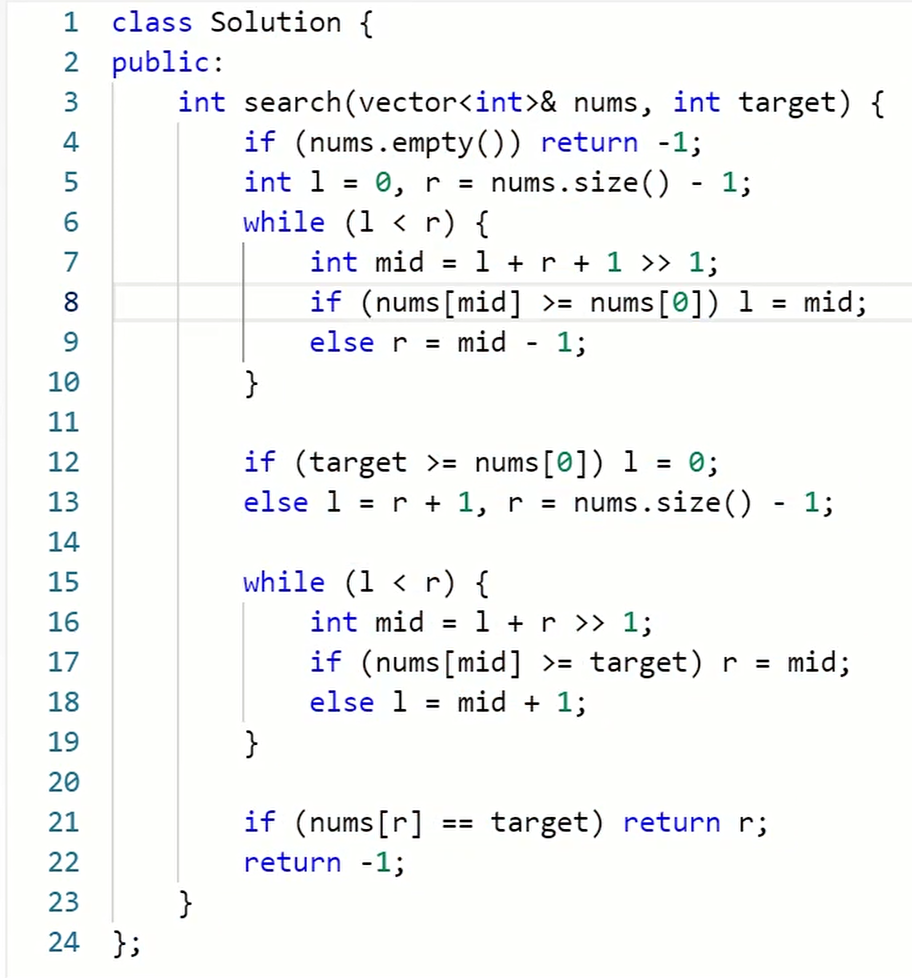 1 class Solution {
2 public:
3     int search(vector<int>& nums, int target) {
4         if (nums.empty()) return -1;
5         int l = 0, r = nums.size() - 1;
6         while (l < r) {
7             int mid = l + r + 1 >> 1;
8             if (nums[mid] >= nums[0]) l = mid;
9             else r = mid - 1;
10         }
11
12         if (target >= nums[0]) l = 0;
13         else l = r + 1, r = nums.size() - 1;
14
15         while (l < r) {
16             int mid = l + r >> 1;
17             if (nums[mid] >= target) r = mid;
18             else l = mid + 1;
19         }
20
21         if (nums[r] == target) return r;
22         return -1;
23     }
24 };